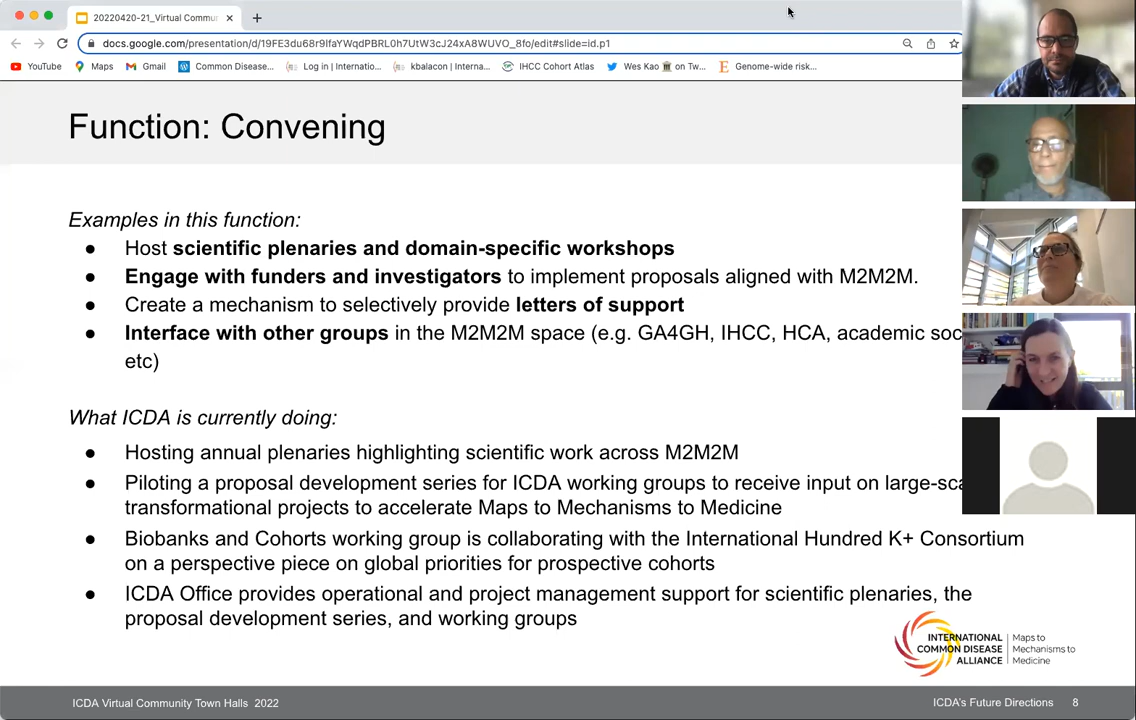 20220420-21_Virtual Commu
docs.google.com/presentation/d/19FE3du68r9IfaYWqdPBRL0h7UtW3cJ24xA8WUVO_8fo/edit#slide=id.p1
YouTube Maps Gmail Common Disease... Log in | Internatio... kbalacon | Interna... IHCC Cohort Atlas Wes Kao 🏛 on Tw... Genome-wide risk...
Function: Convening
Examples in this function:
● Host scientific plenaries and domain-specific workshops
● Engage with funders and investigators to implement proposals aligned with M2M2M.
● Create a mechanism to selectively provide letters of support
● Interface with other groups in the M2M2M space (e.g. GA4GH, IHCC, HCA, academic soc
etc)
What ICDA is currently doing:
● Hosting annual plenaries highlighting scientific work across M2M2M
● Piloting a proposal development series for ICDA working groups to receive input on large-sca
transformational projects to accelerate Maps to Mechanisms to Medicine
● Biobanks and Cohorts working group is collaborating with the International Hundred K+ Consortium
on a perspective piece on global priorities for prospective cohorts
● ICDA Office provides operational and project management support for scientific plenaries, the
proposal development series, and working groups
INTERNATIONAL
COMMON DISEASE
ALLIANCE
Maps to
Mechanisms to
Medicine
ICDA Virtual Community Town Halls 2022
ICDA's Future Directions 8